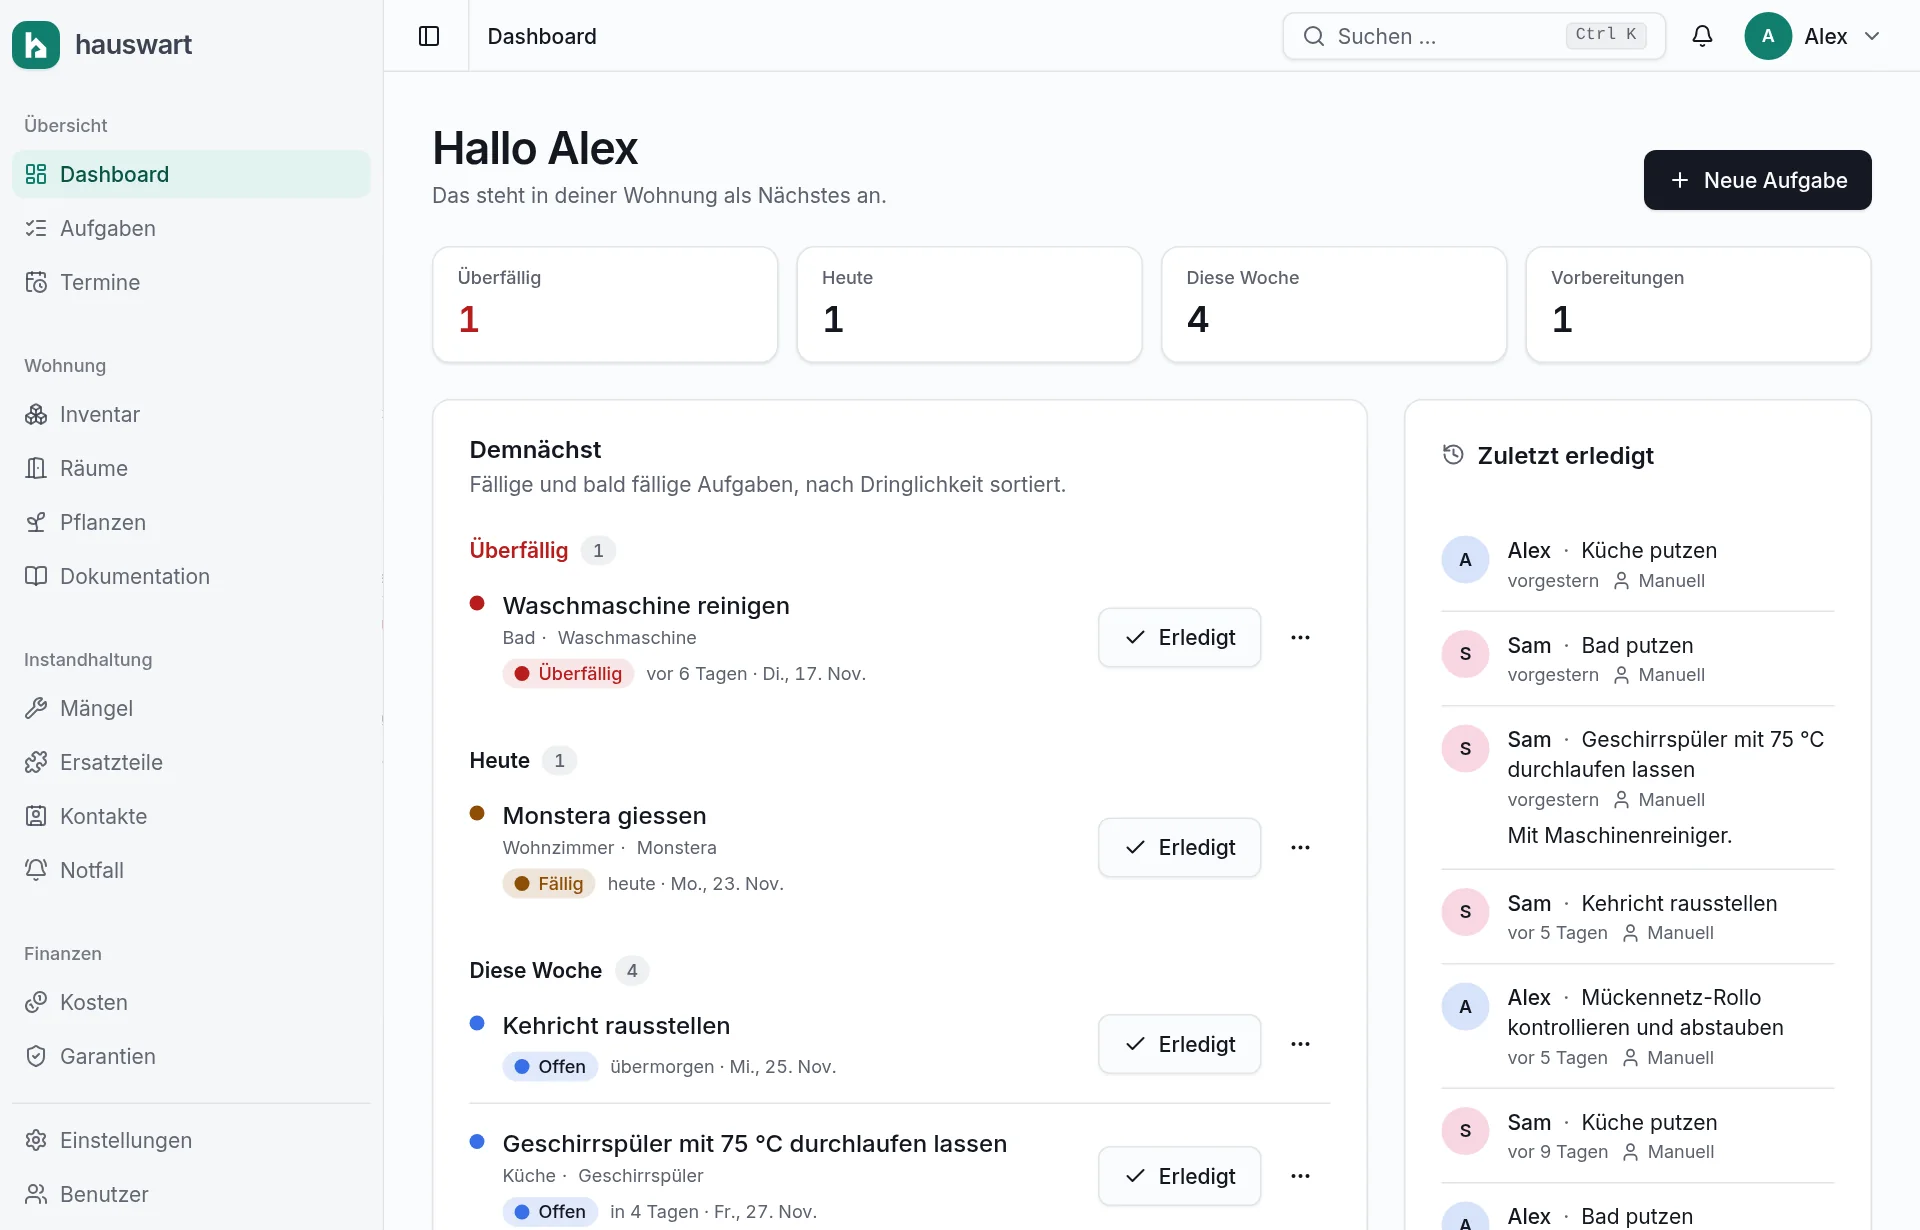 hauswart
Übersicht
Dashboard
Aufgaben
Termine
Wohnung
Inventar
Räume
Pflanzen
Dokumentation
Instandhaltung
Mängel
Ersatzteile
Kontakte
Notfall
Finanzen
Kosten
Garantien
Einstellungen
Benutzer
Dashboard
Suchen ...
Ctrl K
A
Alex
Hallo Alex
Das steht in deiner Wohnung als Nächstes an.
+ Neue Aufgabe
Überfällig
1
Heute
1
Diese Woche
4
Vorbereitungen
1
Demnächst
Fällige und bald fällige Aufgaben, nach Dringlichkeit sortiert.
Überfällig 1
Waschmaschine reinigen
Bad · Waschmaschine
Überfällig vor 6 Tagen · Di., 17. Nov.
Erledigt
Heute 1
Monstera giessen
Wohnzimmer · Monstera
Fällig heute · Mo., 23. Nov.
Erledigt
Diese Woche 4
Kehricht rausstellen
Offen übermorgen · Mi., 25. Nov.
Erledigt
Geschirrspüler mit 75 °C durchlaufen lassen
Küche · Geschirrspüler
Offen in 4 Tagen · Fr., 27. Nov.
Erledigt
Zuletzt erledigt
A
Alex · Küche putzen
vorgestern Manuell
S
Sam · Bad putzen
vorgestern Manuell
S
Sam · Geschirrspüler mit 75 °C
durchlaufen lassen
vorgestern Manuell
Mit Maschinenreiniger.
S
Sam · Kehricht rausstellen
vor 5 Tagen Manuell
A
Alex · Mückennetz-Rollo
kontrollieren und abstauben
vor 5 Tagen Manuell
S
Sam · Küche putzen
vor 9 Tagen Manuell
A
Alex · Bad putzen